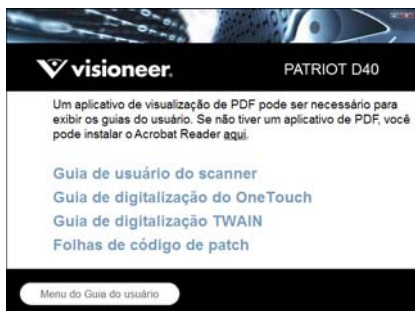 visioneer.
PATRIOT D40
Um aplicativo de visualização de PDF pode ser necessário para
exibir os guias do usuário. Se não tiver um aplicativo de PDF, você
pode instalar o Acrobat Reader aqui.
Guia de usuário do scanner
Guia de digitalização do OneTouch
Guia de digitalização TWAIN
Folhas de código de patch
Menu do Guia do usuário